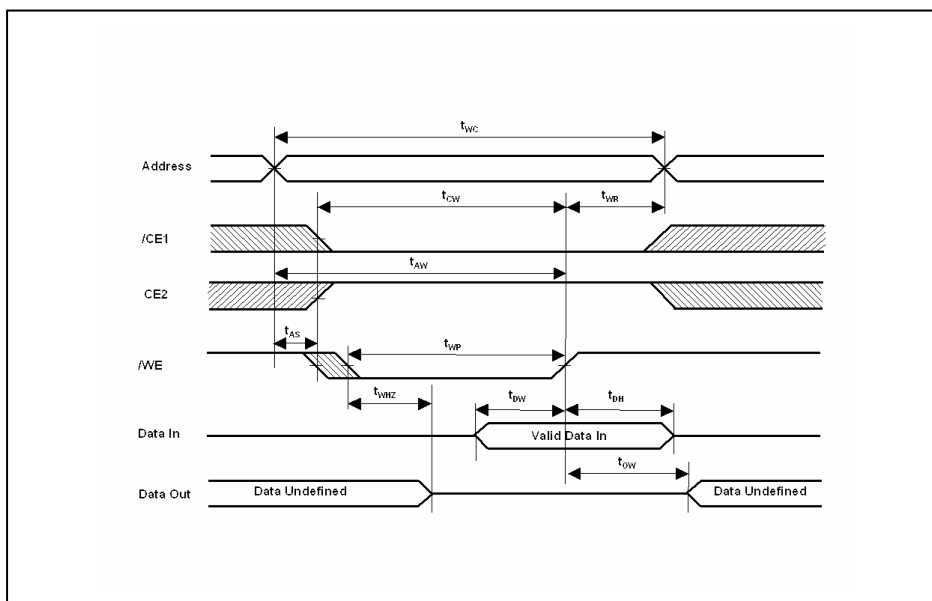 tWC
Address
tCW
tWR
/CE1
tAW
CE2
tAS
tWP
/WE
tWHZ
tDW
tDH
Data In
Valid Data In
tOW
Data Out
Data Undefined
Data Undefined